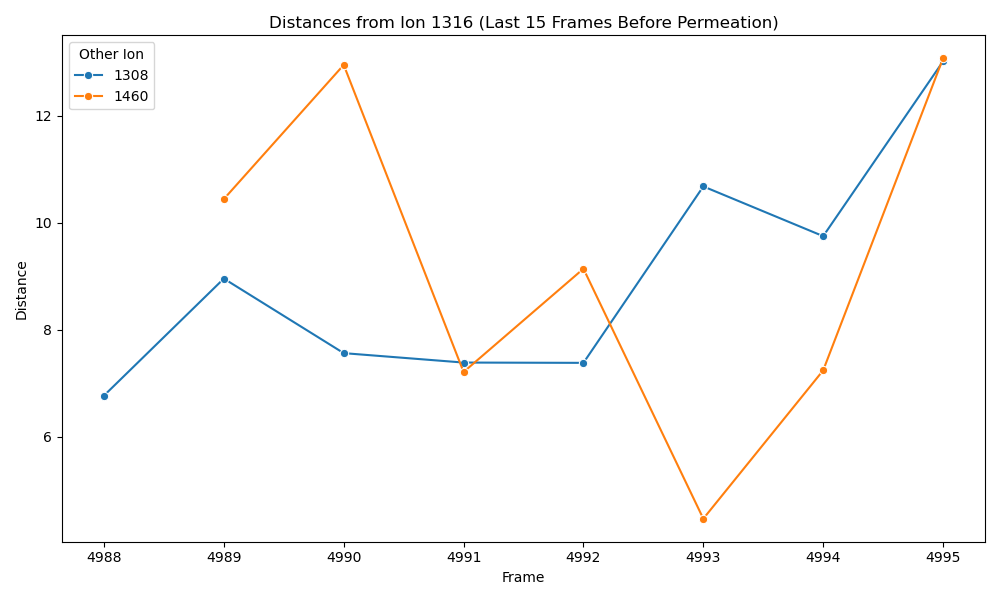 Distances from Ion 1316 (Last 15 Frames Before Permeation)
Other Ion
1308
1460
Distance
12
10
8
6
4988 4989 4990 4991 4992 4993 4994 4995
Frame